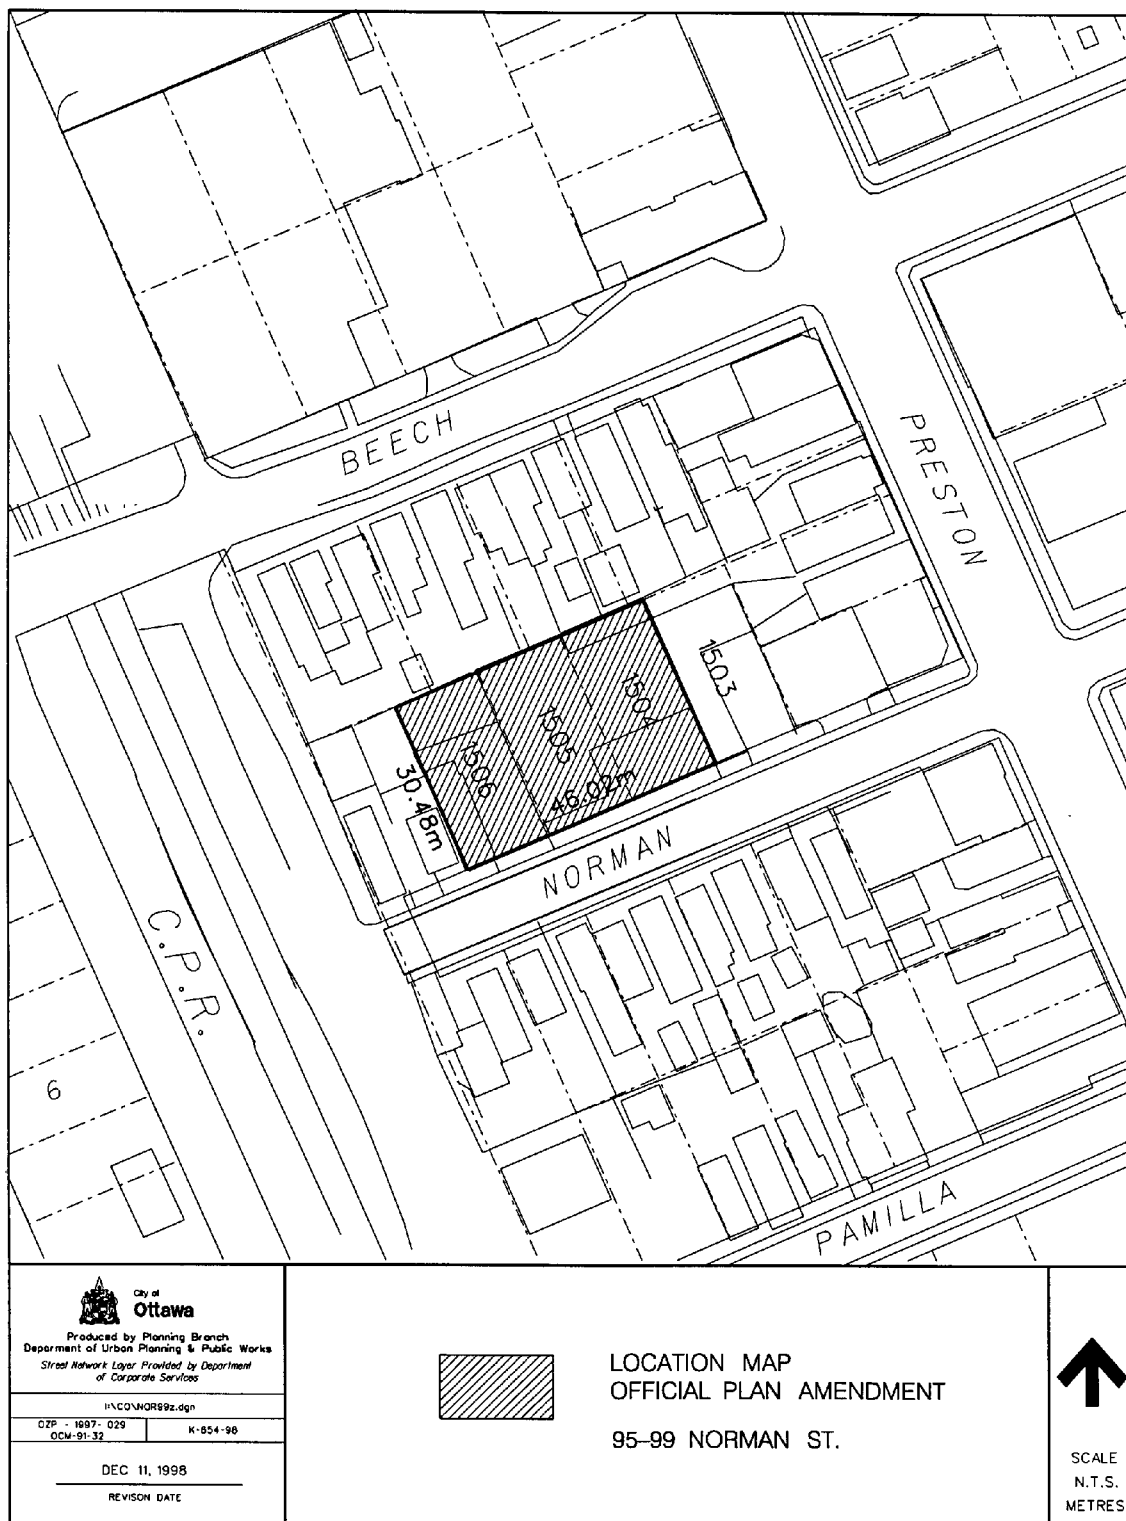 BEECH
PRESTON
1503
1504
1505
1506
30.48m
46.02m
NORMAN
C.P.R.
6
PAMILLA
City of
Ottawa
Produced by Planning Branch
Deparment of Urban Planning & Public Works
Street Network Layer Provided by Department
of Corporate Services
I:\CO\NOR99z.dgn
OZP - 1997- 029
OCM-91-32
K-654-98
DEC 11, 1998
REVISON DATE
LOCATION MAP
OFFICIAL PLAN AMENDMENT
95-99 NORMAN ST.
SCALE
N.T.S.
METRES